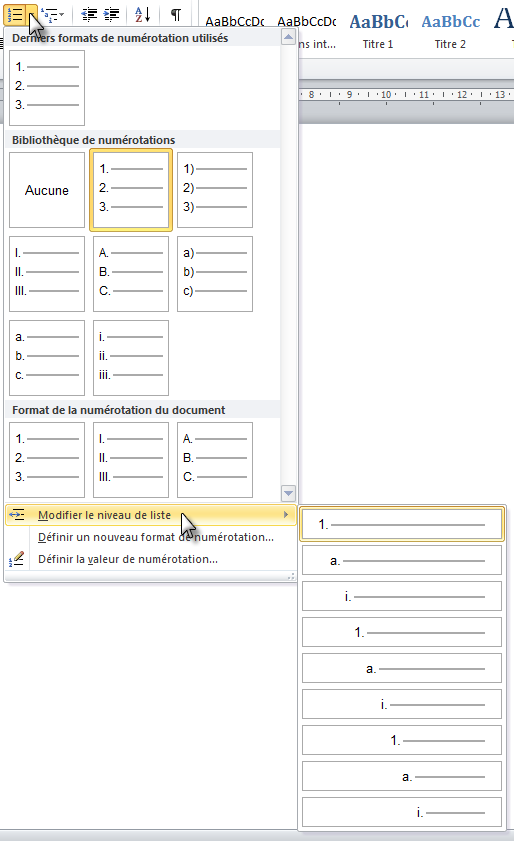 AaBbCcDc AaBbCcDc AaBbCc AaBbCc
ns int... Titre 1 Titre 2
Derniers formats de numérotation utilisés
1.
2.
3.
8 9 10 11 12 13
Bibliothèque de numérotations
Aucune
1.
2.
3.
1)
2)
3)
I.
II.
III.
A.
B.
C.
a)
b)
c)
a.
b.
c.
i.
ii.
iii.
Format de la numérotation du document
1.
2.
3.
I.
II.
III.
A.
B.
C.
Modifier le niveau de liste
Définir un nouveau format de numérotation...
Définir la valeur de numérotation...
1.
a.
i.
1.
a.
i.
1.
a.
i.